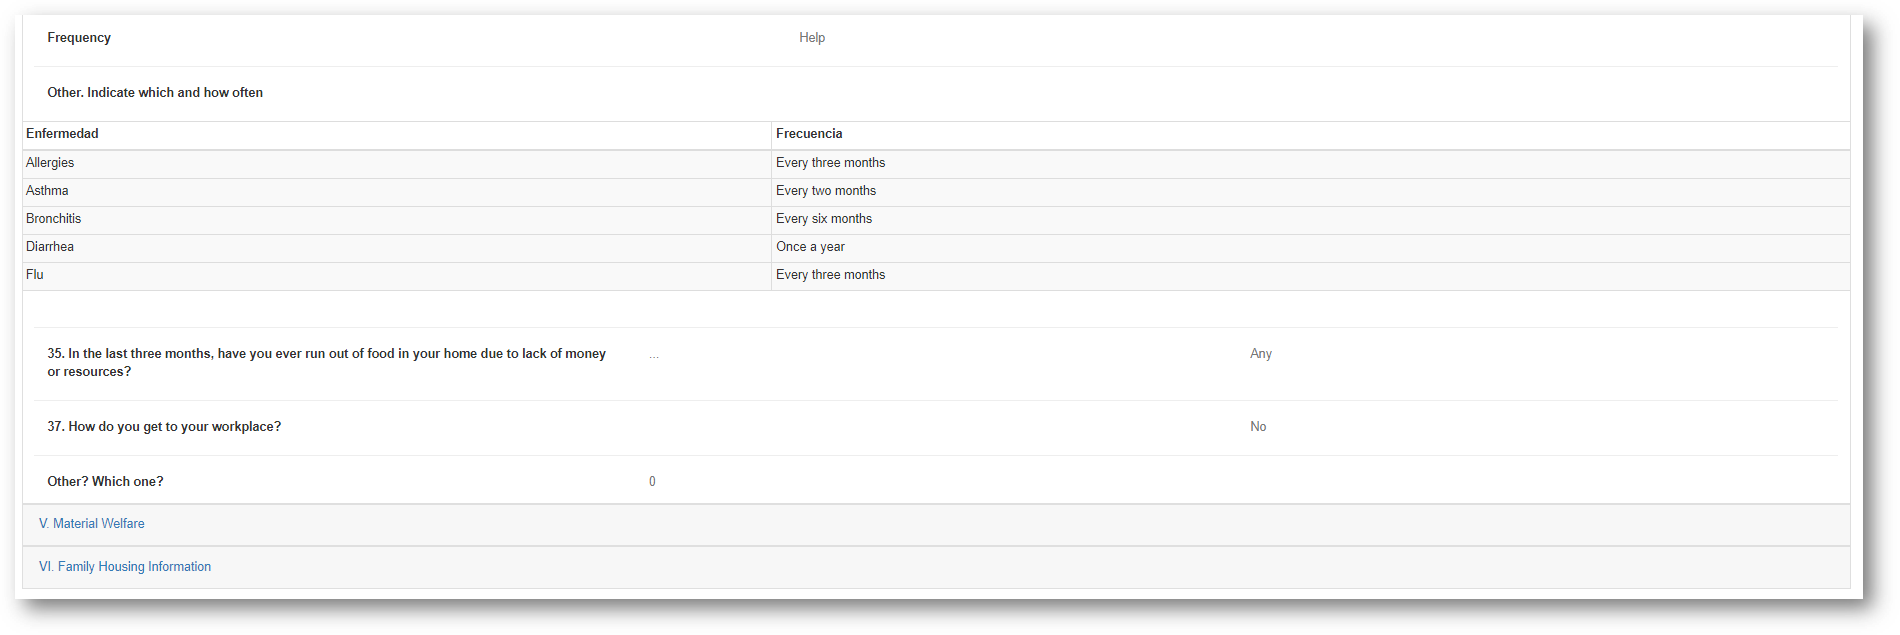 Frequency Help
Other. Indicate which and how often
Enfermedad Frecuencia
Allergies Every three months
Asthma Every two months
Bronchitis Every six months
Diarrhea Once a year
Flu Every three months
35. In the last three months, have you ever run out of food in your home due to lack of money ... Any
or resources?
37. How do you get to your workplace? No
Other? Which one? 0
V. Material Welfare
VI. Family Housing Information